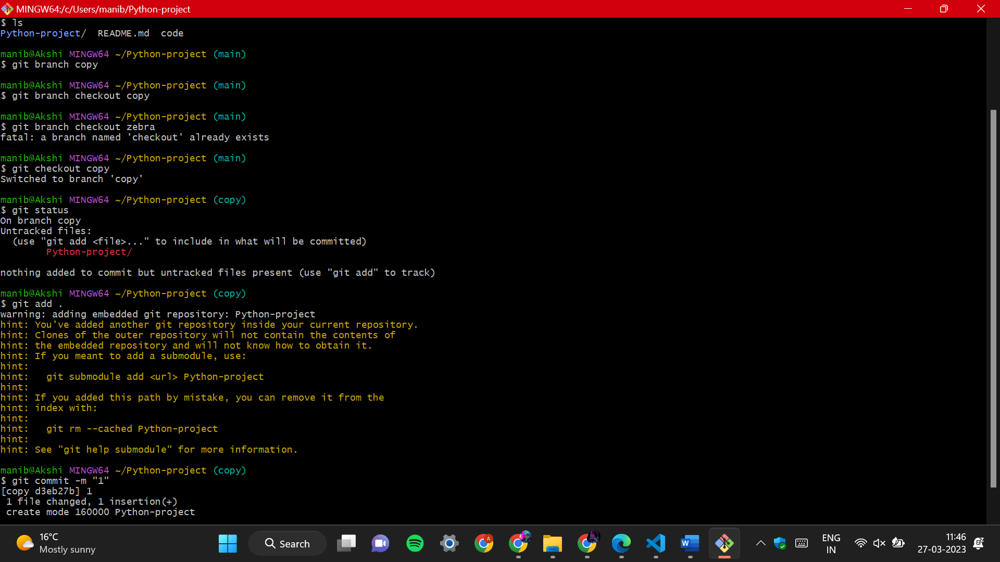 MINGW64:/c/Users/manib/Python-project
$ ls
Python-project/  README.md  code
manib@Akshi MINGW64 ~/Python-project (main)
$ git branch copy
manib@Akshi MINGW64 ~/Python-project (main)
$ git branch checkout copy
manib@Akshi MINGW64 ~/Python-project (main)
$ git branch checkout zebra
fatal: a branch named 'checkout' already exists
manib@Akshi MINGW64 ~/Python-project (main)
$ git checkout copy
Switched to branch 'copy'
manib@Akshi MINGW64 ~/Python-project (copy)
$ git status
On branch copy
Untracked files:
  (use "git add <file>..." to include in what will be committed)
        Python-project/
nothing added to commit but untracked files present (use "git add" to track)
manib@Akshi MINGW64 ~/Python-project (copy)
$ git add .
warning: adding embedded git repository: Python-project
hint: You've added another git repository inside your current repository.
hint: Clones of the outer repository will not contain the contents of
hint: the embedded repository and will not know how to obtain it.
hint: If you meant to add a submodule, use:
hint:
hint:   git submodule add <url> Python-project
hint:
hint: If you added this path by mistake, you can remove it from the
hint: index with:
hint:
hint:   git rm --cached Python-project
hint:
hint: See "git help submodule" for more information.
manib@Akshi MINGW64 ~/Python-project (copy)
$ git commit -m "1"
[copy d3eb27b] 1
 1 file changed, 1 insertion(+)
 create mode 160000 Python-project
16°C
Mostly sunny
Search
A
W
ENG
IN
11:46
27-03-2023